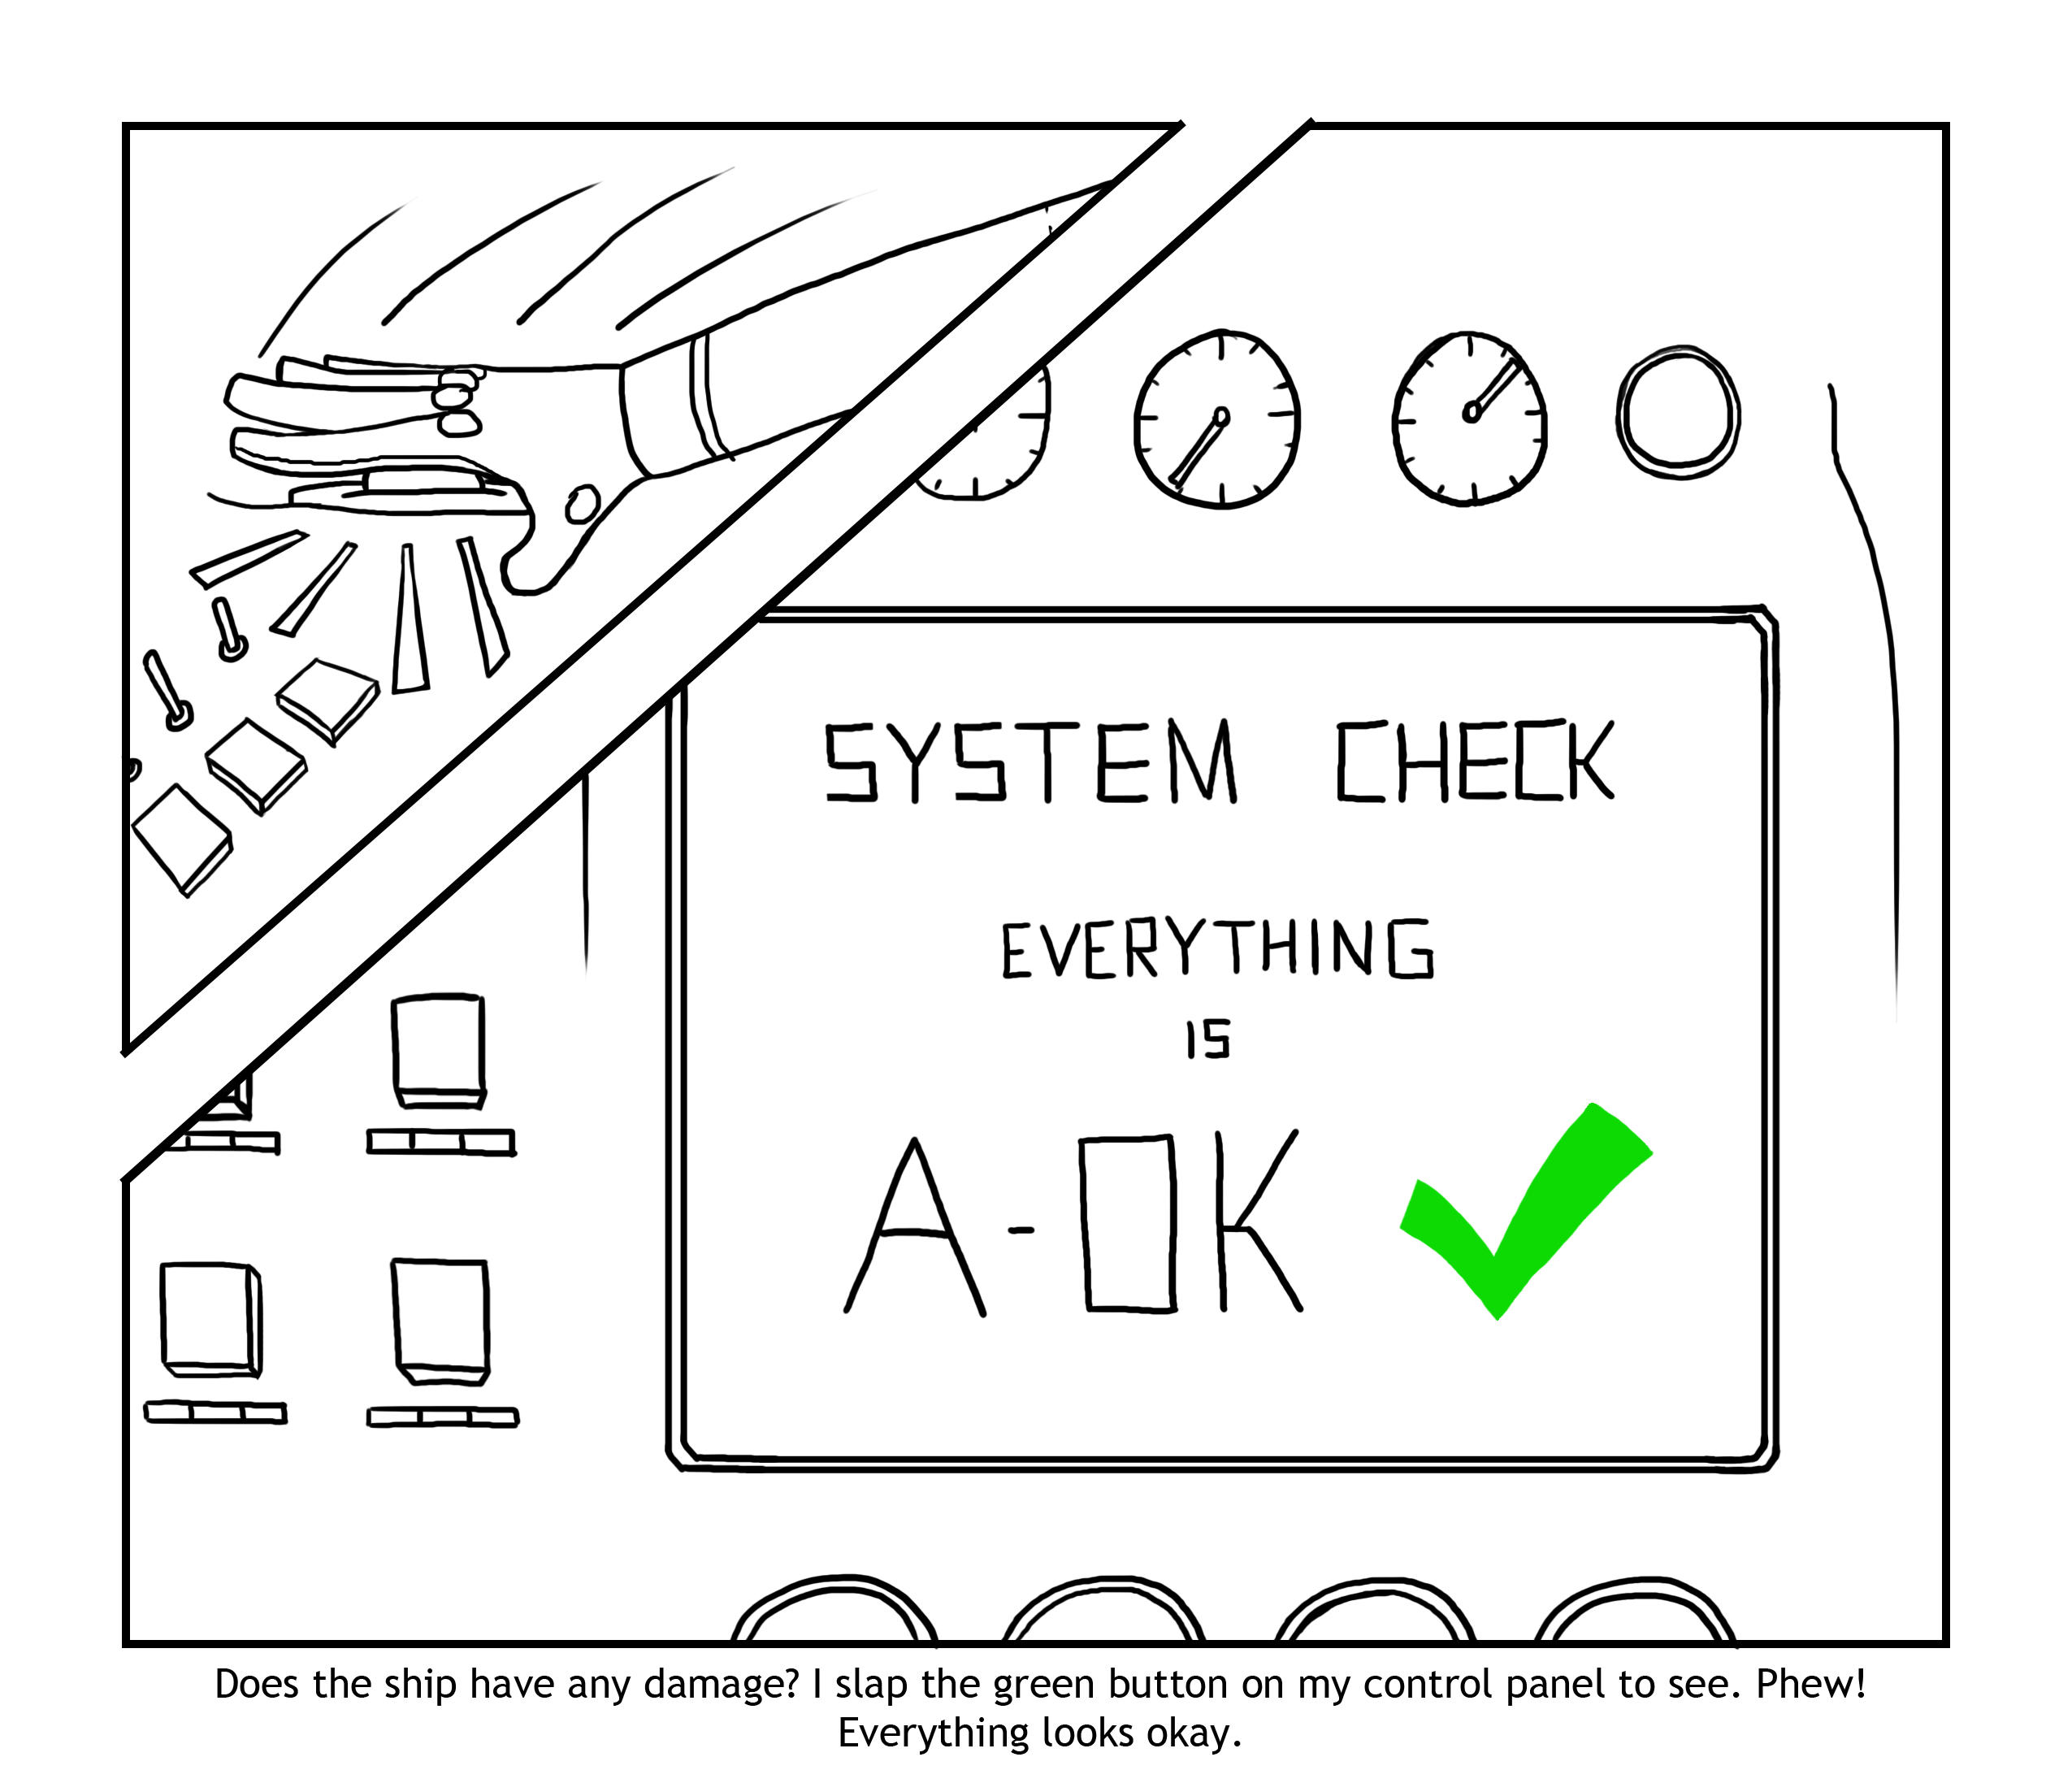 SYSTEM CHECK
EVERYTHING
IS
A-OK
Does the ship have any damage? I slap the green button on my control panel to see. Phew!
Everything looks okay.